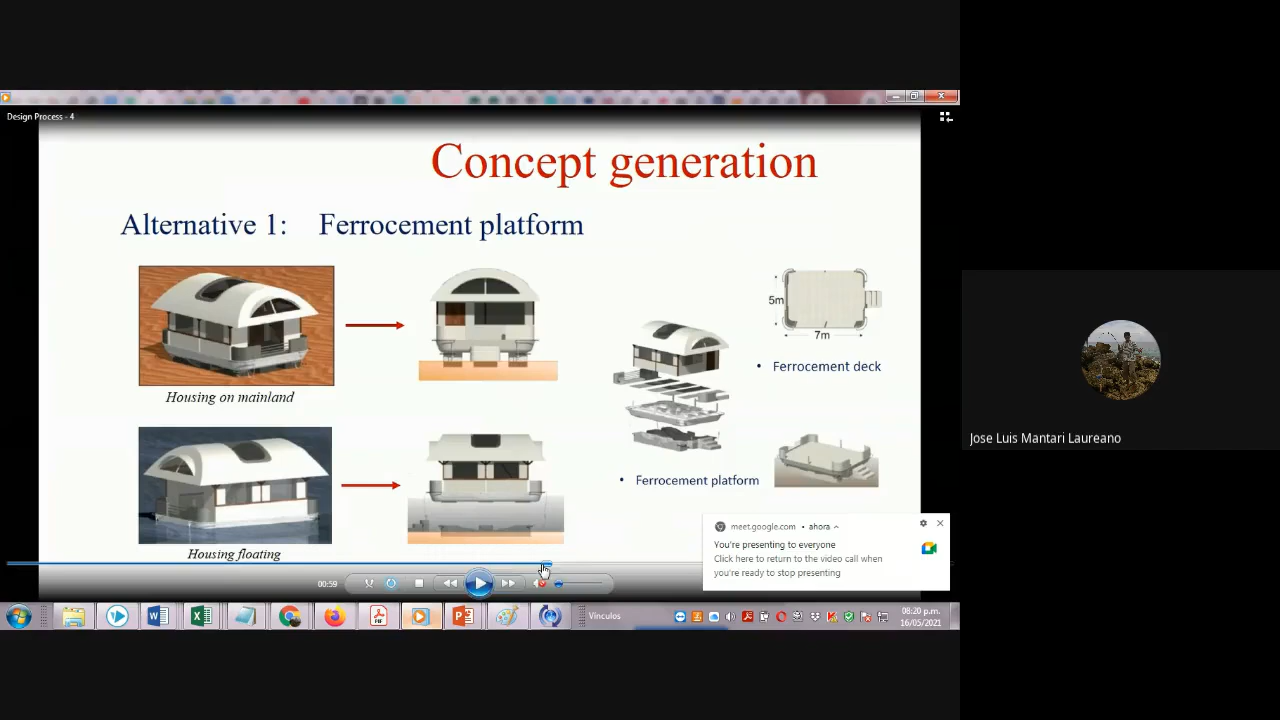 Design Process - 4
Concept generation
Alternative 1: Ferrocement platform
Housing on mainland
5m
7m
• Ferrocement deck
Housing floating
• Ferrocement platform
meet.google.com • ahora
You're presenting to everyone
Click here to return to the video call when
you're ready to stop presenting
00:59
Vínculos
08:20 p.m.
16/05/2021
Jose Luis Mantari Laureano